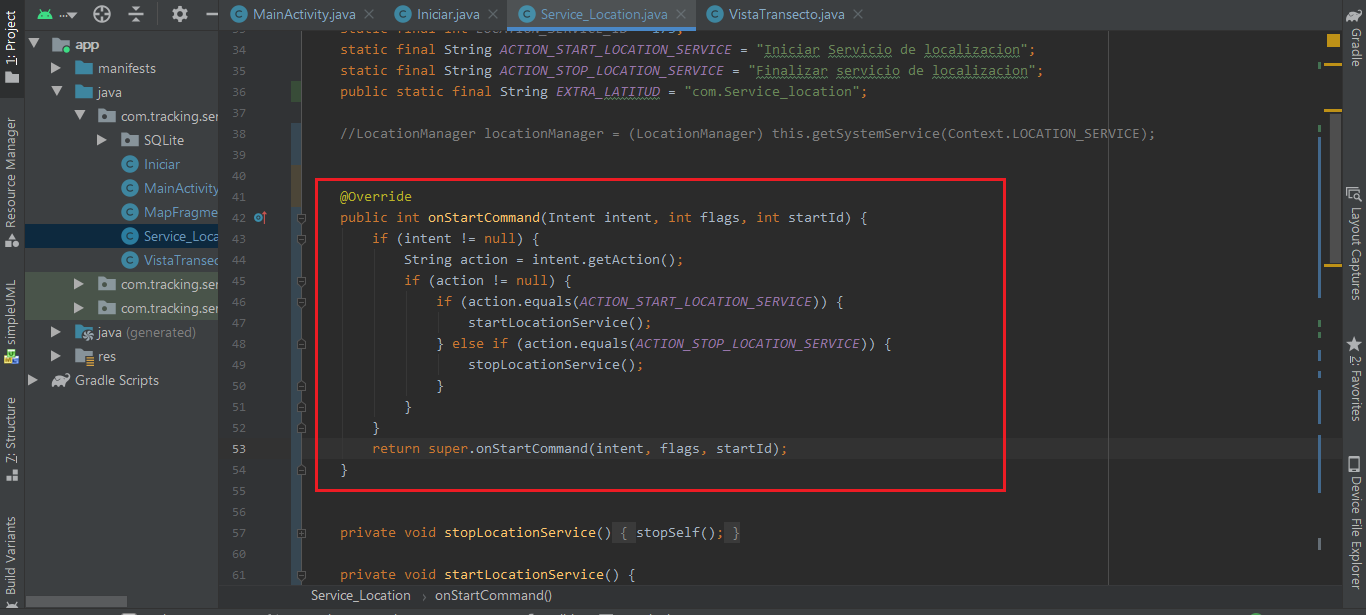 MainActivity.java
Iniciar.java
Service_Location.java
VistaTransecto.java
1: Project
Resource Manager
simpleUML
7: Structure
Build Variants
app
manifests
java
com.tracking.ser
SQLite
Iniciar
MainActivity
MapFragme
Service_Loca
VistaTransec
com.tracking.ser
com.tracking.ser
java (generated)
res
Gradle Scripts
34 static final String ACTION_START_LOCATION_SERVICE = "Iniciar Servicio de localizacion";
35 static final String ACTION_STOP_LOCATION_SERVICE = "Finalizar servicio de localizacion";
36 public static final String EXTRA_LATITUD = "com.Service_location";
37
38 //LocationManager locationManager = (LocationManager) this.getSystemService(Context.LOCATION_SERVICE);
39
40
41 @Override
42 public int onStartCommand(Intent intent, int flags, int startId) {
43 if (intent != null) {
44 String action = intent.getAction();
45 if (action != null) {
46 if (action.equals(ACTION_START_LOCATION_SERVICE)) {
47 startLocationService();
48 } else if (action.equals(ACTION_STOP_LOCATION_SERVICE)) {
49 stopLocationService();
50 }
51 }
52 }
53 return super.onStartCommand(intent, flags, startId);
54 }
55
56
57 private void stopLocationService() { stopSelf(); }
60
61 private void startLocationService() {
Service_Location › onStartCommand()
Gradle
Layout Captures
2: Favorites
Device File Explorer